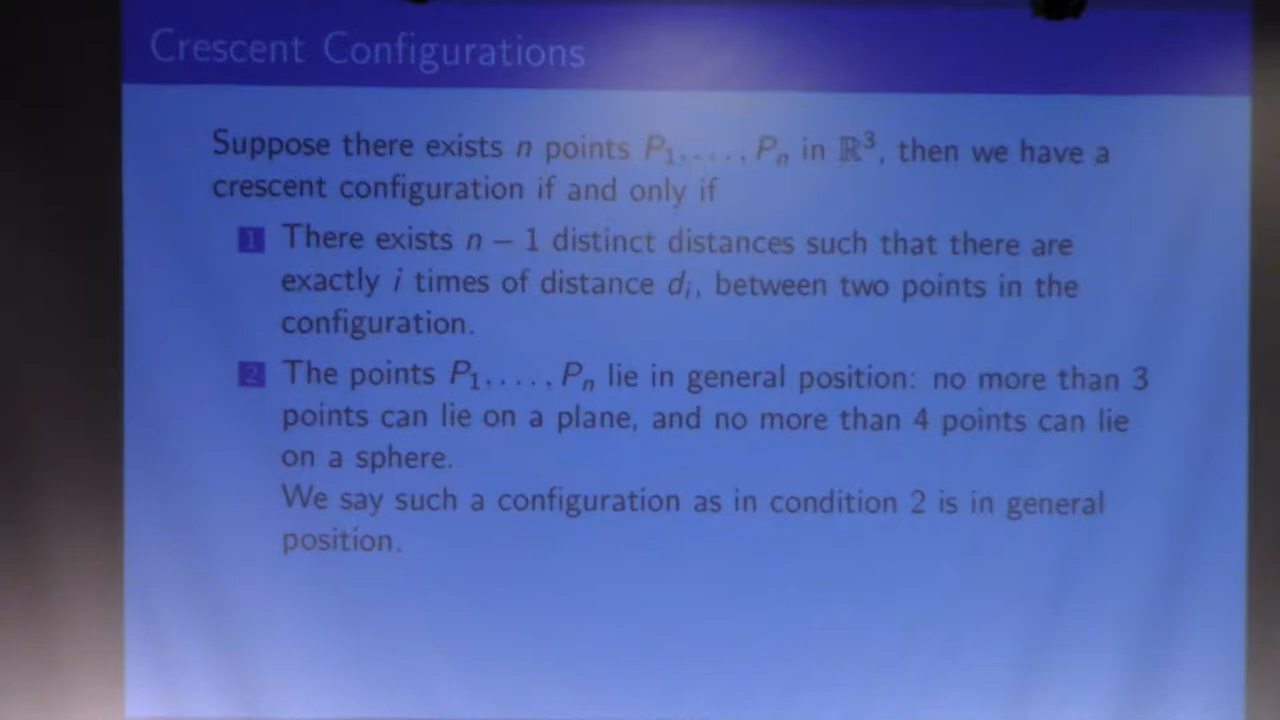 Crescent Configurations
Suppose there exists n points P₁, . . . , Pₙ in ℝ³, then we have a
crescent configuration if and only if
1 There exists n − 1 distinct distances such that there are
exactly i times of distance dᵢ, between two points in the
configuration.
2 The points P₁, . . . , Pₙ lie in general position: no more than 3
points can lie on a plane, and no more than 4 points can lie
on a sphere.
We say such a configuration as in condition 2 is in general
position.